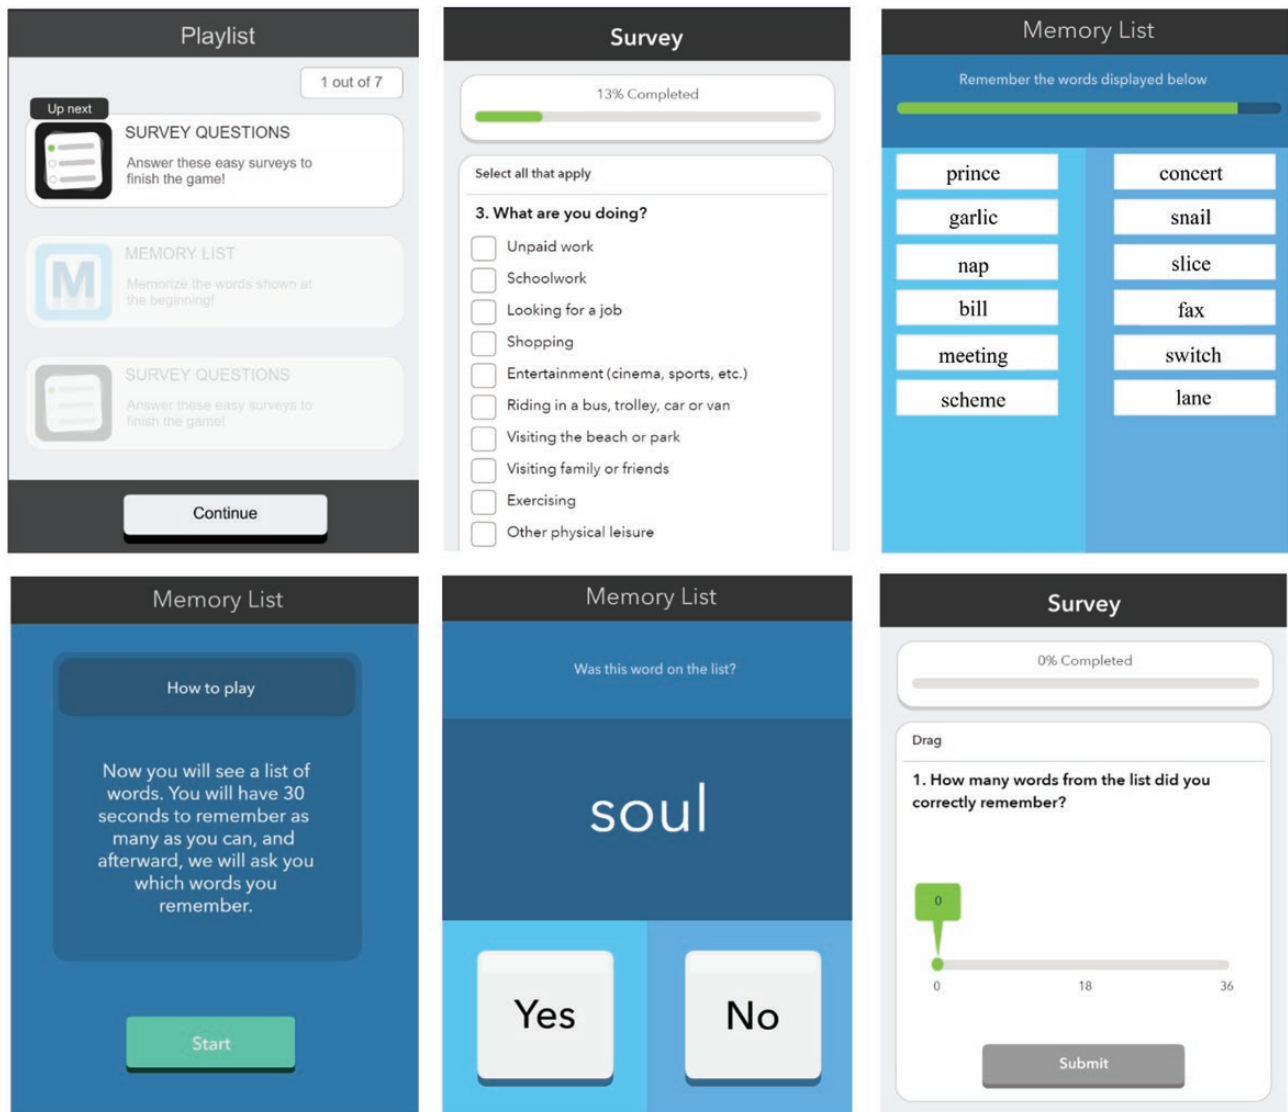 Playlist
1 out of 7
Up next
SURVEY QUESTIONS
Answer these easy surveys to
finish the game!
MEMORY LIST
Memorize the words shown at
the beginning!
SURVEY QUESTIONS
Answer these easy surveys to
finish the game!
Continue
Survey
13% Completed
Select all that apply
3. What are you doing?
Unpaid work
Schoolwork
Looking for a job
Shopping
Entertainment (cinema, sports, etc.)
Riding in a bus, trolley, car or van
Visiting the beach or park
Visiting family or friends
Exercising
Other physical leisure
Memory List
Remember the words displayed below
prince concert
garlic snail
nap slice
bill fax
meeting switch
scheme lane
Memory List
How to play
Now you will see a list of
words. You will have 30
seconds to remember as
many as you can, and
afterward, we will ask you
which words you
remember.
Start
Memory List
Was this word on the list?
soul
Yes No
Survey
0% Completed
Drag
1. How many words from the list did you
correctly remember?
0
0 18 36
Submit